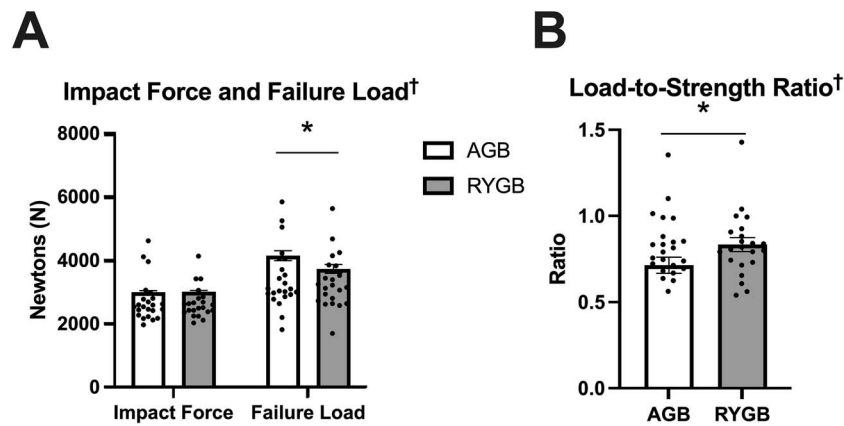 A
Impact Force and Failure Load†
*
8000
6000
4000
2000
0
Newtons (N)
Impact Force
Failure Load
AGB
RYGB
B
Load-to-Strength Ratio†
*
1.5
1.0
0.5
0.0
Ratio
AGB
RYGB